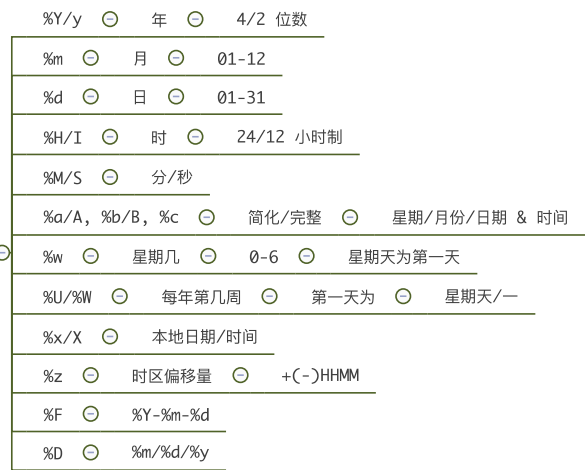 %Y/y 年 4/2 位数
%m 月 01-12
%d 日 01-31
%H/I 时 24/12 小时制
%M/S 分/秒
%a/A, %b/B, %c 简化/完整 星期/月份/日期 & 时间
%w 星期几 0-6 星期天为第一天
%U/%W 每年第几周 第一天为 星期天/一
%x/X 本地日期/时间
%z 时区偏移量 +(-)HHMM
%F %Y-%m-%d
%D %m/%d/%y